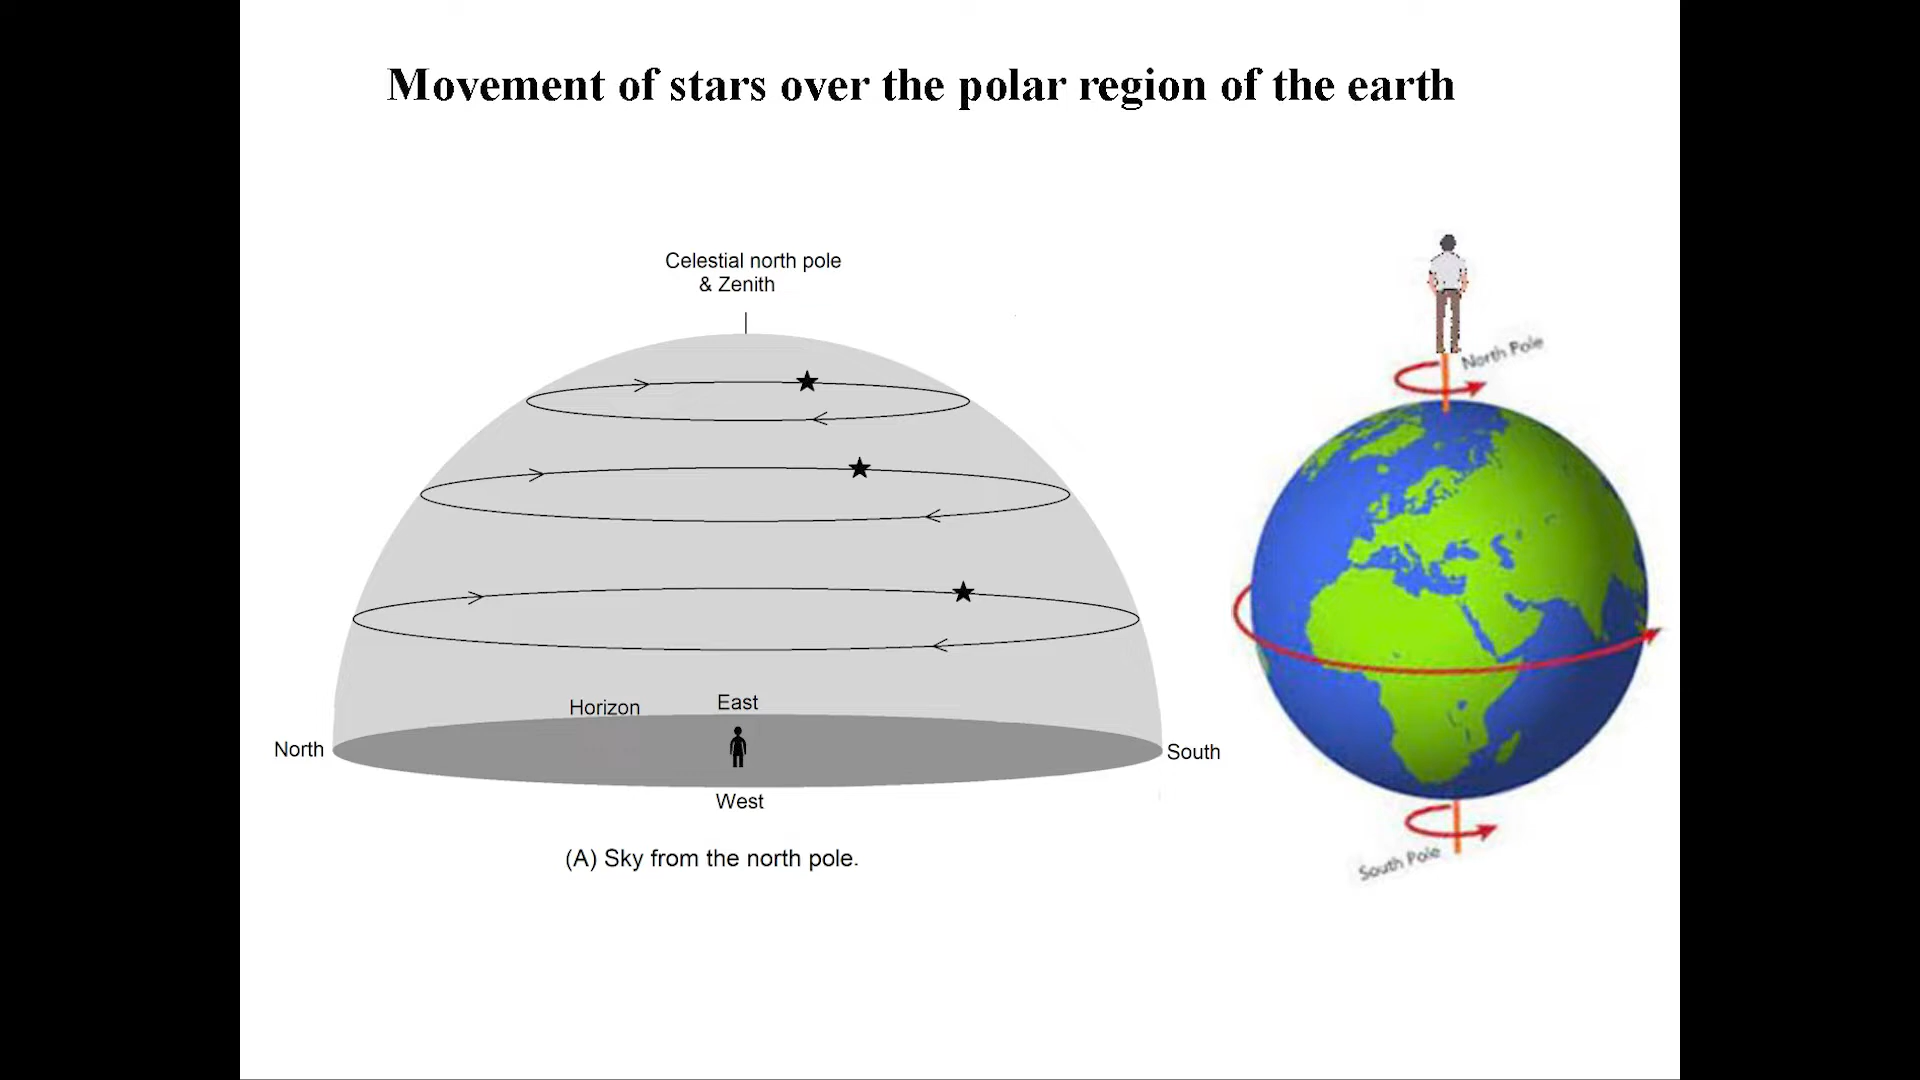 Movement of stars over the polar region of the earth
Celestial north pole
& Zenith
North Pole
Horizon
East
North
South
West
(A) Sky from the north pole.
South Pole